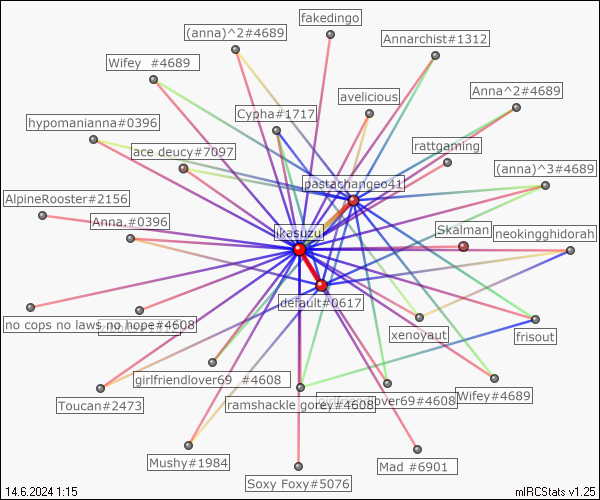 fakedingo
(anna)^2#4689
Annarchist#1312
Wifey #4689
Anna^2#4689
avelicious
Cypha#1717
hypomanianna#0396
rattgaming
ace deucy#7097
(anna)^3#4689
pastachangeo41
AlpineRooster#2156
Anna.#0396
ikasuzu
Skalman
neokingghidorah
default#0617
no cops no laws no hope#4608
xenoyaut
frisout
girlfriendlover69 #4608
Toucan#2473
ramshackle gorey#4608
girlfriendlover69#4608
Wifey#4689
Mushy#1984
Mad #6901
Soxy Foxy#5076
14.6.2024 1:15
mIRCStats v1.25